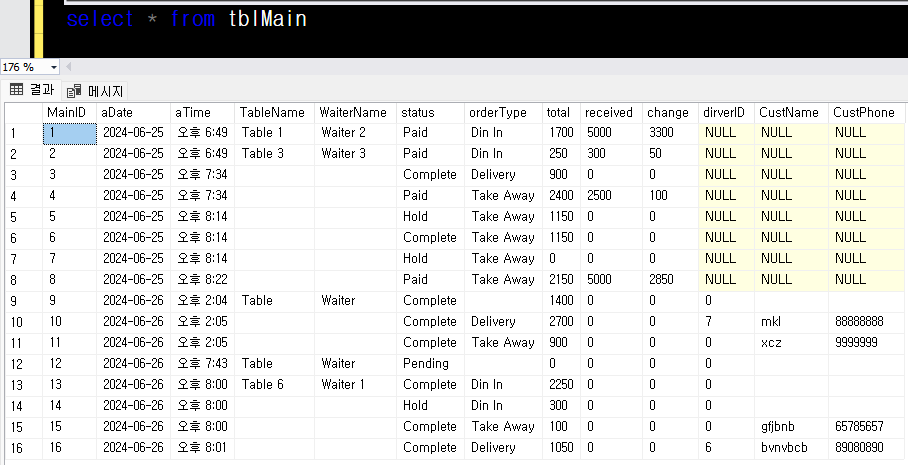 select * from tblMain
176 %
결과 메시지
MainID aDate aTime TableName WaiterName status orderType total received change dirverID CustName CustPhone
1 1 2024-06-25 오후 6:49 Table 1 Waiter 2 Paid Din In 1700 5000 3300 NULL NULL NULL
2 2 2024-06-25 오후 6:49 Table 3 Waiter 3 Paid Din In 250 300 50 NULL NULL NULL
3 3 2024-06-25 오후 7:34 Complete Delivery 900 0 0 NULL NULL NULL
4 4 2024-06-25 오후 7:34 Paid Take Away 2400 2500 100 NULL NULL NULL
5 5 2024-06-25 오후 8:14 Hold Take Away 1150 0 0 NULL NULL NULL
6 6 2024-06-25 오후 8:14 Complete Take Away 1150 0 0 NULL NULL NULL
7 7 2024-06-25 오후 8:14 Hold Take Away 0 0 0 NULL NULL NULL
8 8 2024-06-25 오후 8:22 Paid Take Away 2150 5000 2850 NULL NULL NULL
9 9 2024-06-26 오후 2:04 Table Waiter Complete 1400 0 0 0
10 10 2024-06-26 오후 2:05 Complete Delivery 2700 0 0 7 mkl 88888888
11 11 2024-06-26 오후 2:05 Complete Take Away 900 0 0 0 xcz 9999999
12 12 2024-06-26 오후 7:43 Table Waiter Pending 0 0 0 0
13 13 2024-06-26 오후 8:00 Table 6 Waiter 1 Complete Din In 2250 0 0 0
14 14 2024-06-26 오후 8:00 Hold Din In 300 0 0 0
15 15 2024-06-26 오후 8:00 Complete Take Away 100 0 0 0 gfjbnb 65785657
16 16 2024-06-26 오후 8:01 Complete Delivery 1050 0 0 6 bvnvbcb 89080890